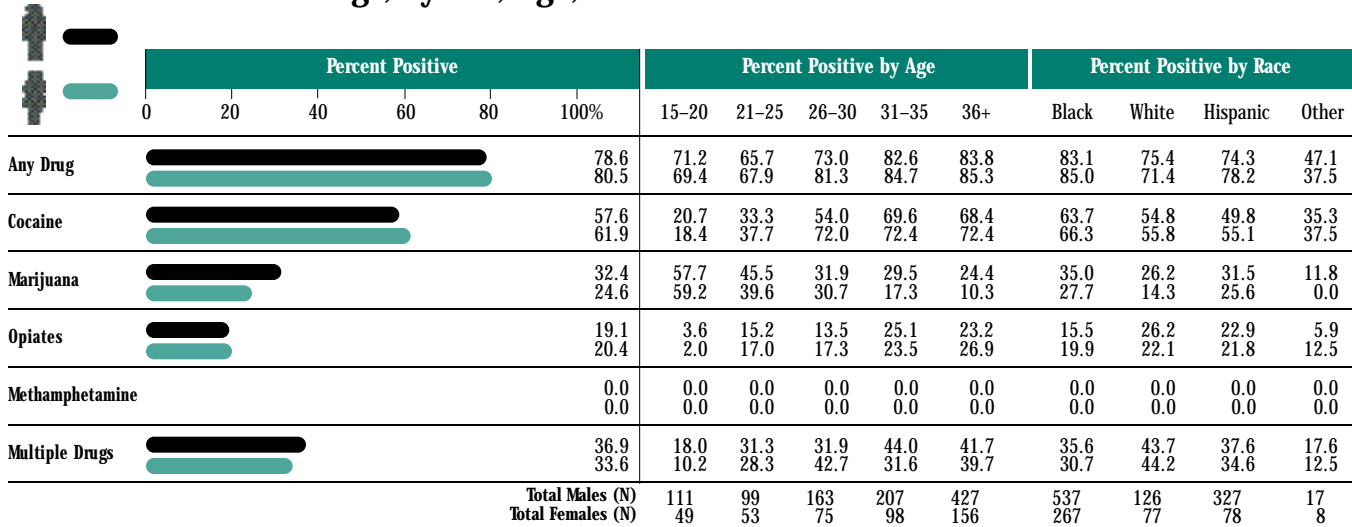 Percent Positive Percent Positive by Age Percent Positive by Race
0 20 40 60 80 100% 15–20 21–25 26–30 31–35 36+ Black White Hispanic Other
Any Drug 78.6 71.2 65.7 73.0 82.6 83.8 83.1 75.4 74.3 47.1
80.5 69.4 67.9 81.3 84.7 85.3 85.0 71.4 78.2 37.5
Cocaine 57.6 20.7 33.3 54.0 69.6 68.4 63.7 54.8 49.8 35.3
61.9 18.4 37.7 72.0 72.4 72.4 66.3 55.8 55.1 37.5
Marijuana 32.4 57.7 45.5 31.9 29.5 24.4 35.0 26.2 31.5 11.8
24.6 59.2 39.6 30.7 17.3 10.3 27.7 14.3 25.6 0.0
Opiates 19.1 3.6 15.2 13.5 25.1 23.2 15.5 26.2 22.9 5.9
20.4 2.0 17.0 17.3 23.5 26.9 19.9 22.1 21.8 12.5
Methamphetamine 0.0 0.0 0.0 0.0 0.0 0.0 0.0 0.0 0.0 0.0
0.0 0.0 0.0 0.0 0.0 0.0 0.0 0.0 0.0 0.0
Multiple Drugs 36.9 18.0 31.3 31.9 44.0 41.7 35.6 43.7 37.6 17.6
33.6 10.2 28.3 42.7 31.6 39.7 30.7 44.2 34.6 12.5
Total Males (N) 111 99 163 207 427 537 126 327 17
Total Females (N) 49 53 75 98 156 267 77 78 8